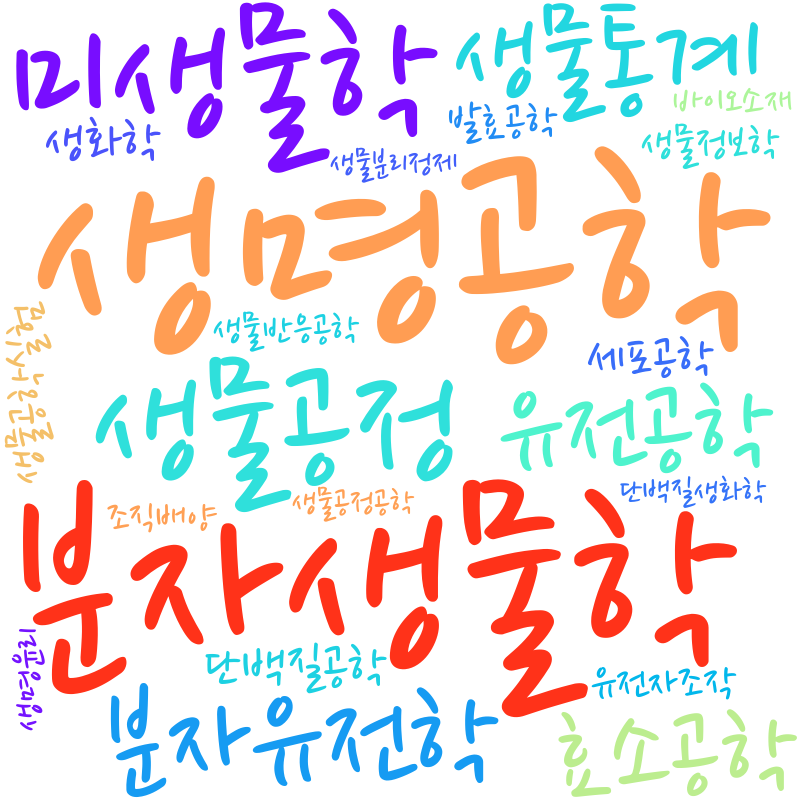 미생물학
생물통계
바이오소재
생화학
발효공학
생물정보학
생물분리정제
생명공학
생물반응공학
세포공학
생물공학실험
생물공정
유전공학
단백질생화학
조직배양
생물공정공학
분자생물학
생명윤리
단백질공학
유전자조작
분자유전학
효소공학